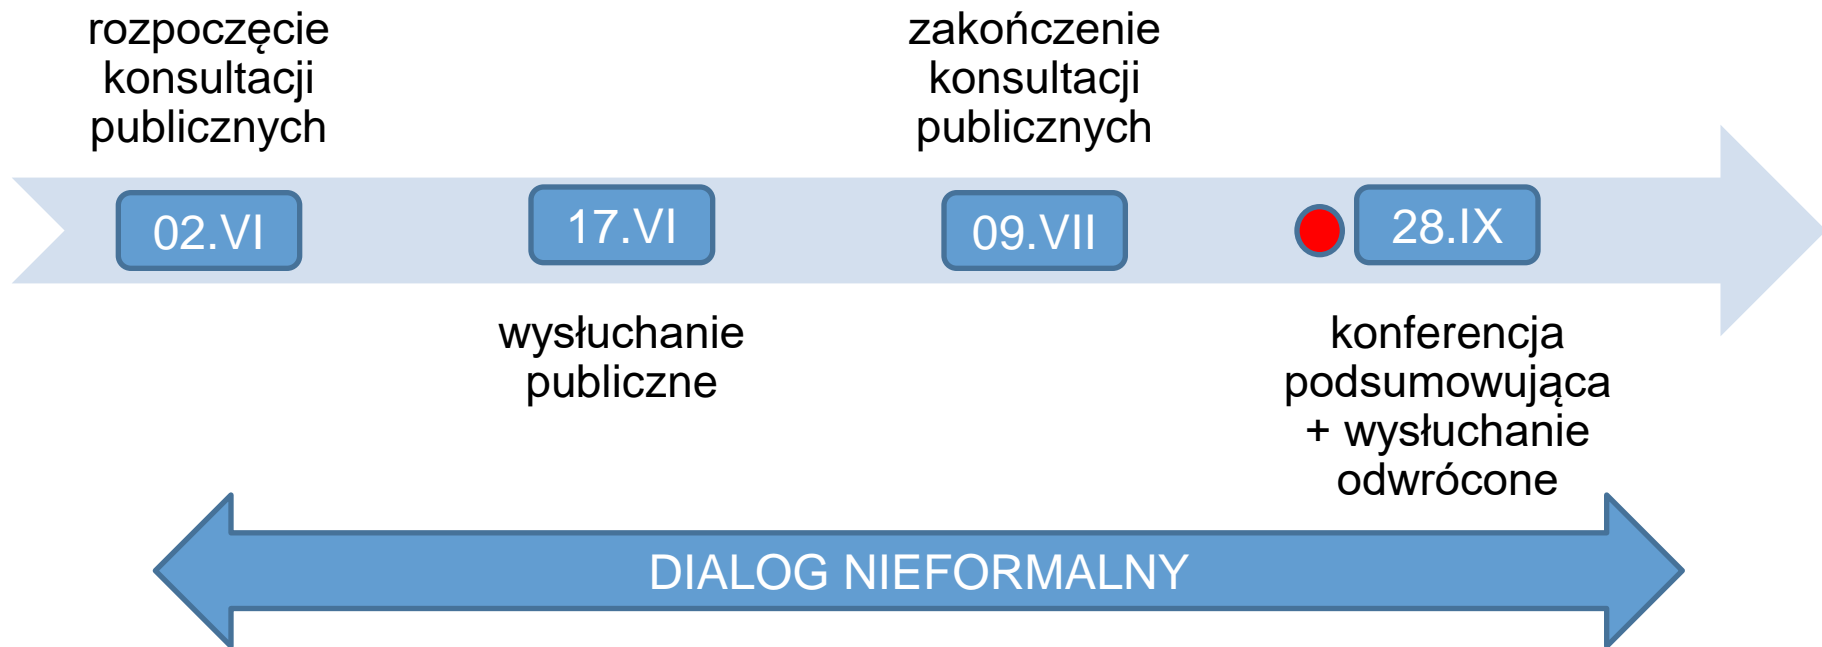 rozpoczęcie
konsultacji
publicznych
zakończenie
konsultacji
publicznych
02.VI
17.VI
09.VII
28.IX
wysłuchanie
publiczne
konferencja
podsumowująca
+ wysłuchanie
odwrócone
DIALOG NIEFORMALNY